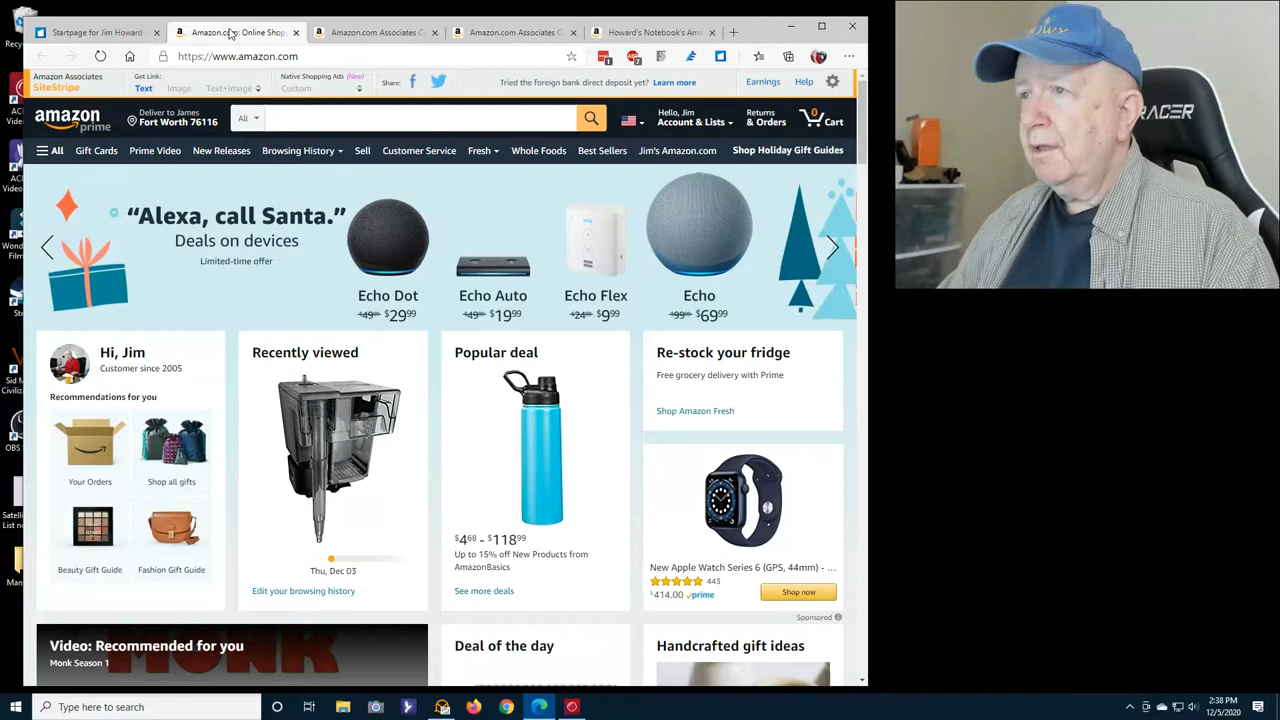 Startpage for Jim Howard
Amazon.com: Online Shop
Amazon.com Associates C
Amazon.com Associates C
Howard's Notebook's Am
https://www.amazon.com
Amazon Associates
SiteStripe
Get Link:
Text
Image
Text+Image
Native Shopping Ads (New)
Custom
Share:
Tried the foreign bank direct deposit yet? Learn more
Earnings
Help
amazon
prime
Deliver to James
Fort Worth 76116
All
Hello, Jim
Account & Lists
Returns
& Orders
0
Cart
All
Gift Cards
Prime Video
New Releases
Browsing History
Sell
Customer Service
Fresh
Whole Foods
Best Sellers
Jim's Amazon.com
Shop Holiday Gift Guides
“Alexa, call Santa.”
Deals on devices
Limited-time offer
Echo Dot
$49.99 $29.99
Echo Auto
$49.99 $19.99
Echo Flex
$24.99 $9.99
Echo
$99.99 $69.99
Hi, Jim
Customer since 2005
Recommendations for you
Your Orders
Shop all gifts
Beauty Gift Guide
Fashion Gift Guide
Recently viewed
Thu, Dec 03
Edit your browsing history
Popular deal
$4.68 - $118.99
Up to 15% off New Products from
AmazonBasics
See more deals
Re-stock your fridge
Free grocery delivery with Prime
Shop Amazon Fresh
New Apple Watch Series 6 (GPS, 44mm) - ...
443
$414.00 prime
Shop now
Sponsored
Video: Recommended for you
Monk Season 1
MONK
Deal of the day
Handcrafted gift ideas
Type here to search
2:38 PM
12/5/2020